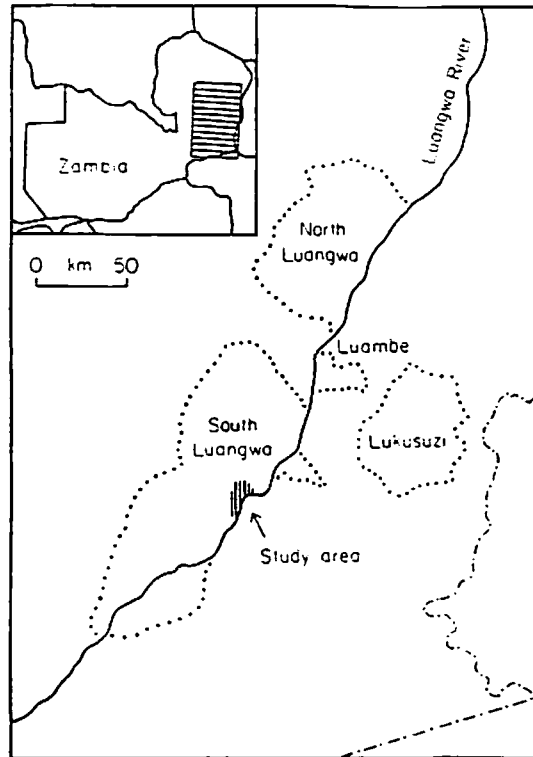 Zambia
0 km 50
Luangwa River
North
Luangwa
Luambe
Lukusuzi
South
Luangwa
Study area